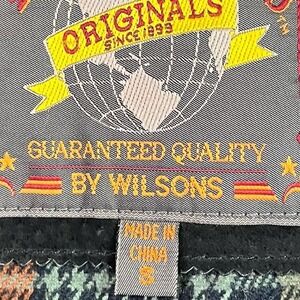 ORIGINALS
SINCE 1899
GUARANTEED QUALITY
BY WILSONS
MADE IN
CHINA
S